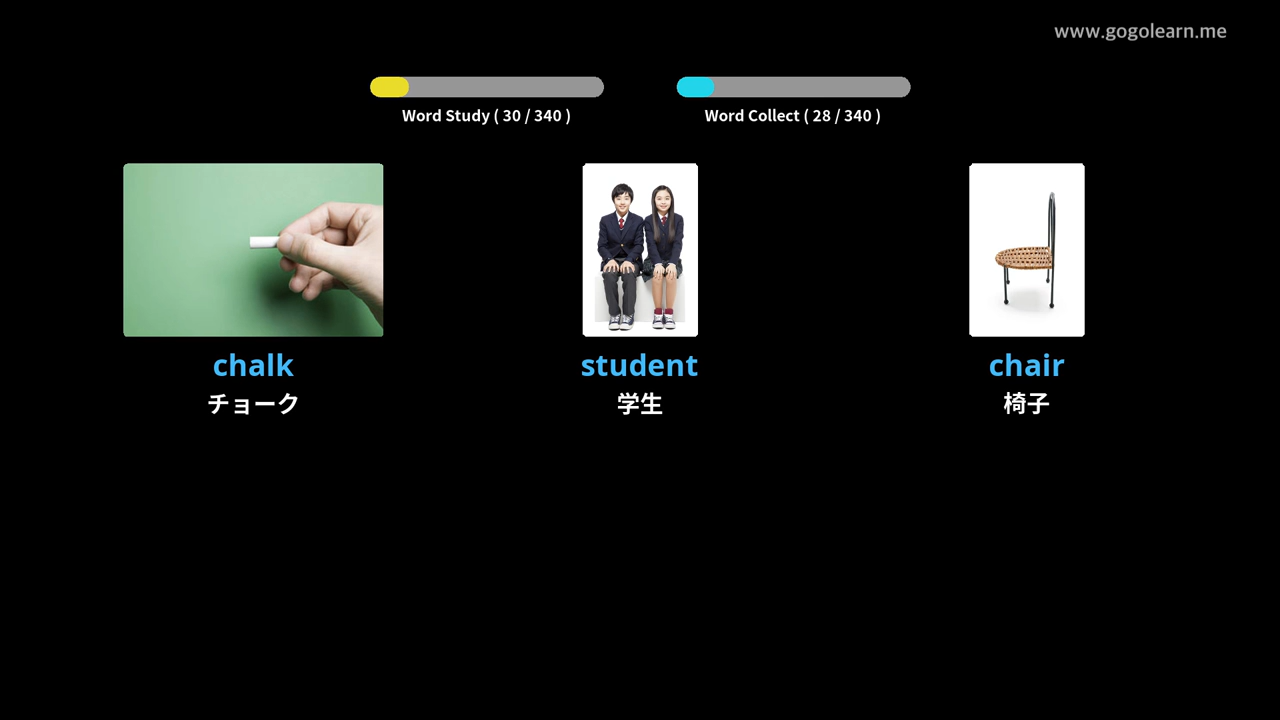 www.gogolearn.me
Word Study ( 30 / 340 )
Word Collect ( 28 / 340 )
chalk
チョーク
student
学生
chair
椅子